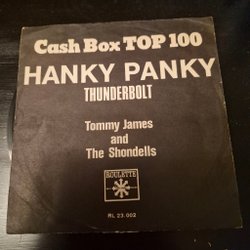 Cash Box TOP 100
HANKY PANKY
THUNDERBOLT
Tommy James
and
The Shondells
ROULETTE
RL 23.002